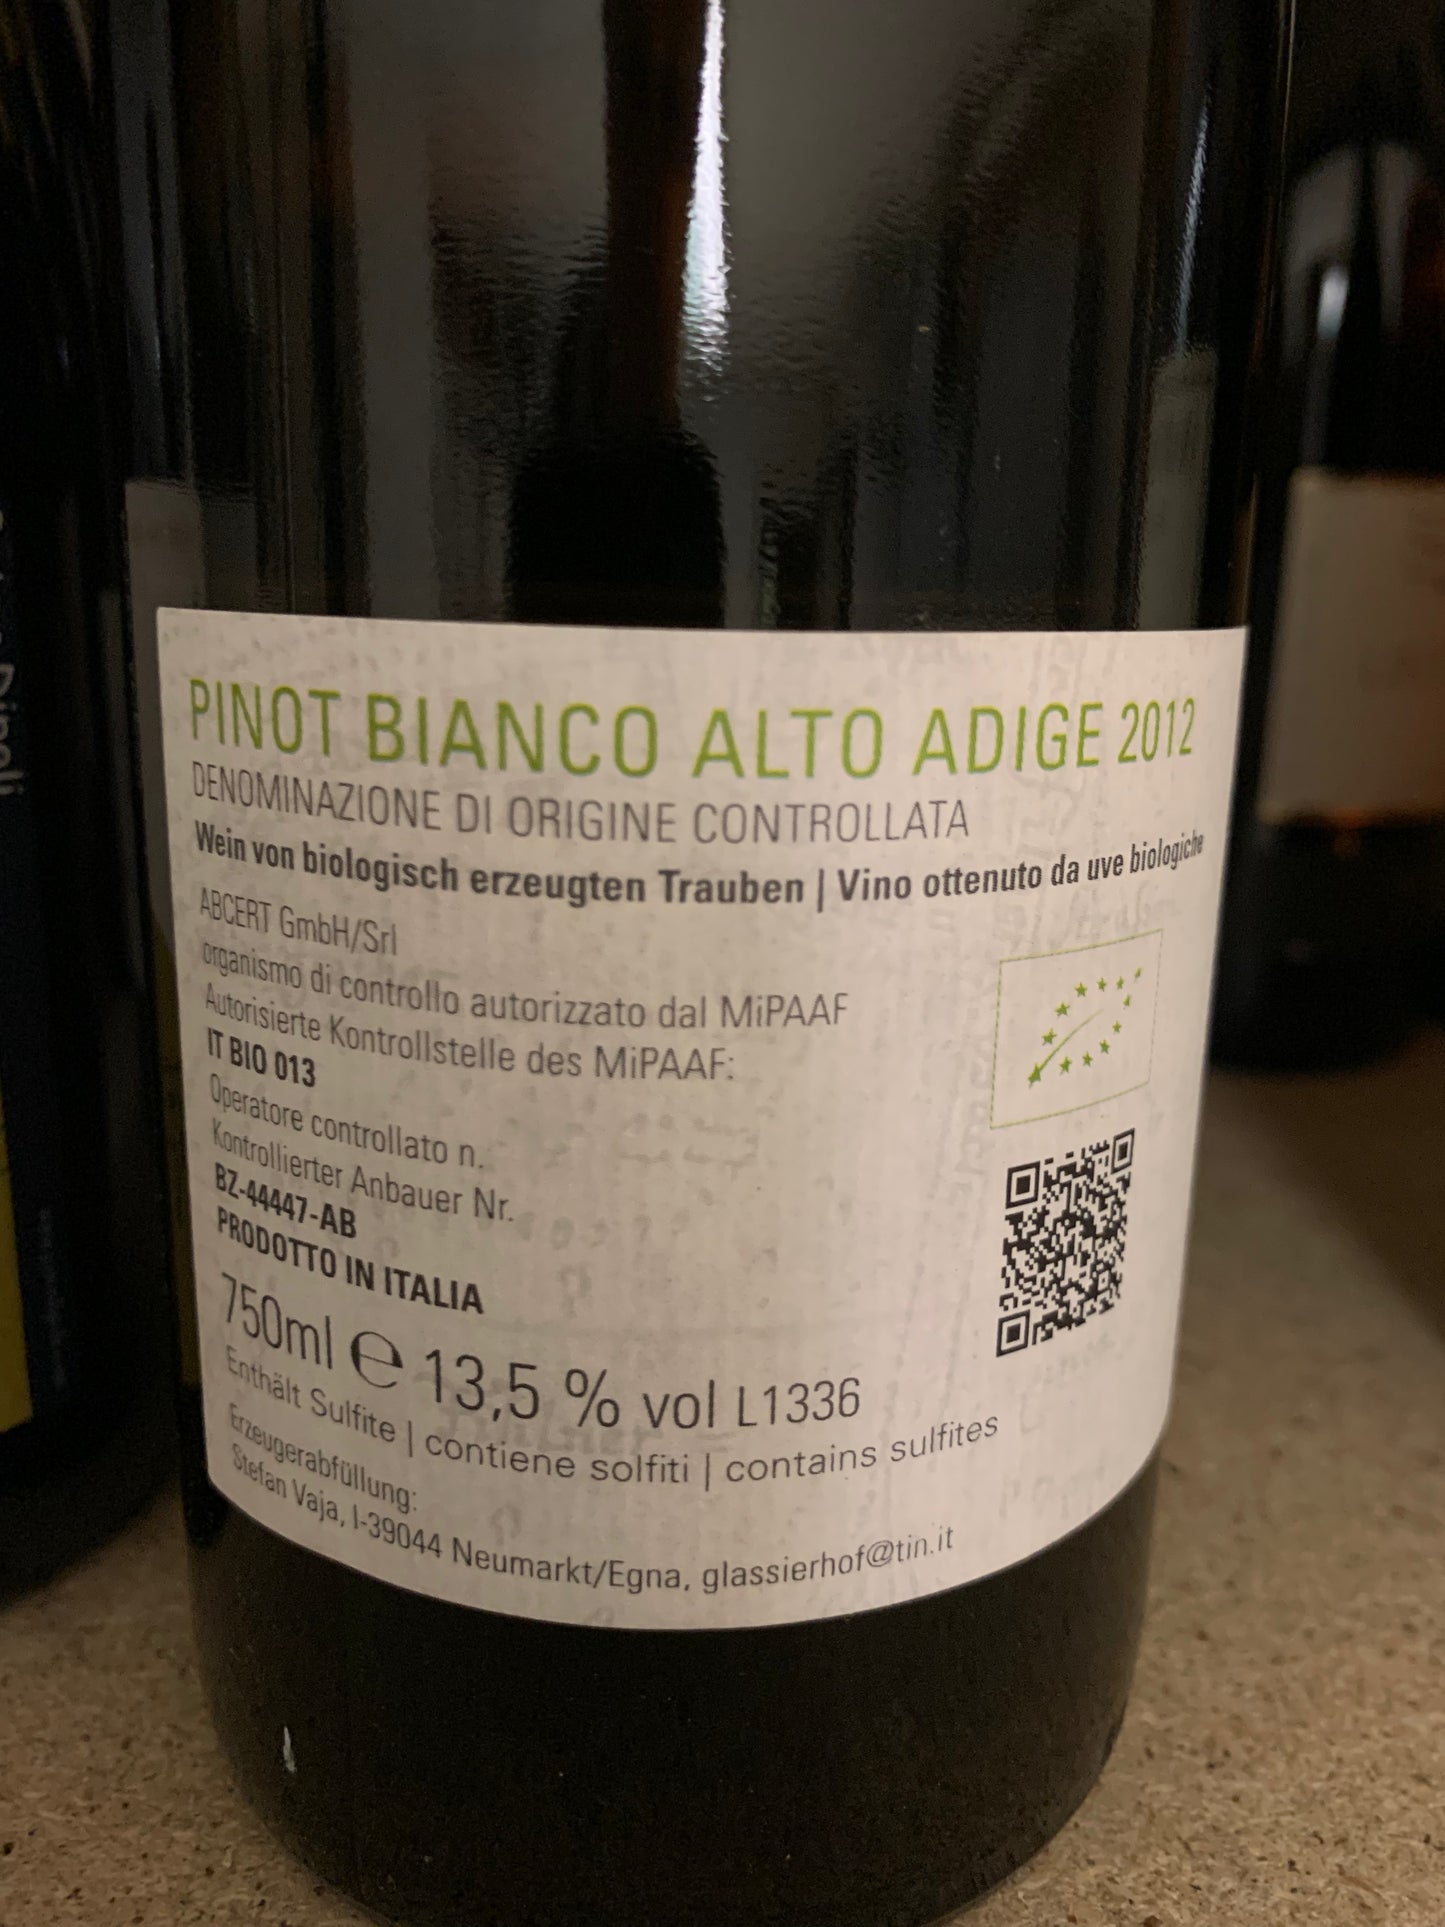 PINOT BIANCO ALTO ADIGE 2012
DENOMINAZIONE DI ORIGINE CONTROLLATA
Wein von biologisch erzeugten Trauben | Vino ottenuto da uve biologiche
ABCERT GmbH/Srl
organismo di controllo autorizzato dal MiPAAF
Autorisierte Kontrollstelle des MiPAAF:
IT BIO 013
Operatore controllato n.
Kontrollierter Anbauer Nr.
BZ-44447-AB
PRODOTTO IN ITALIA
750ml ℮ 13,5 % vol L1336
Enthält Sulfite | contiene solfiti | contains sulfites
Erzeugerabfüllung:
Stefan Vaja, I-39044 Neumarkt/Egna, glassierhof@tin.it